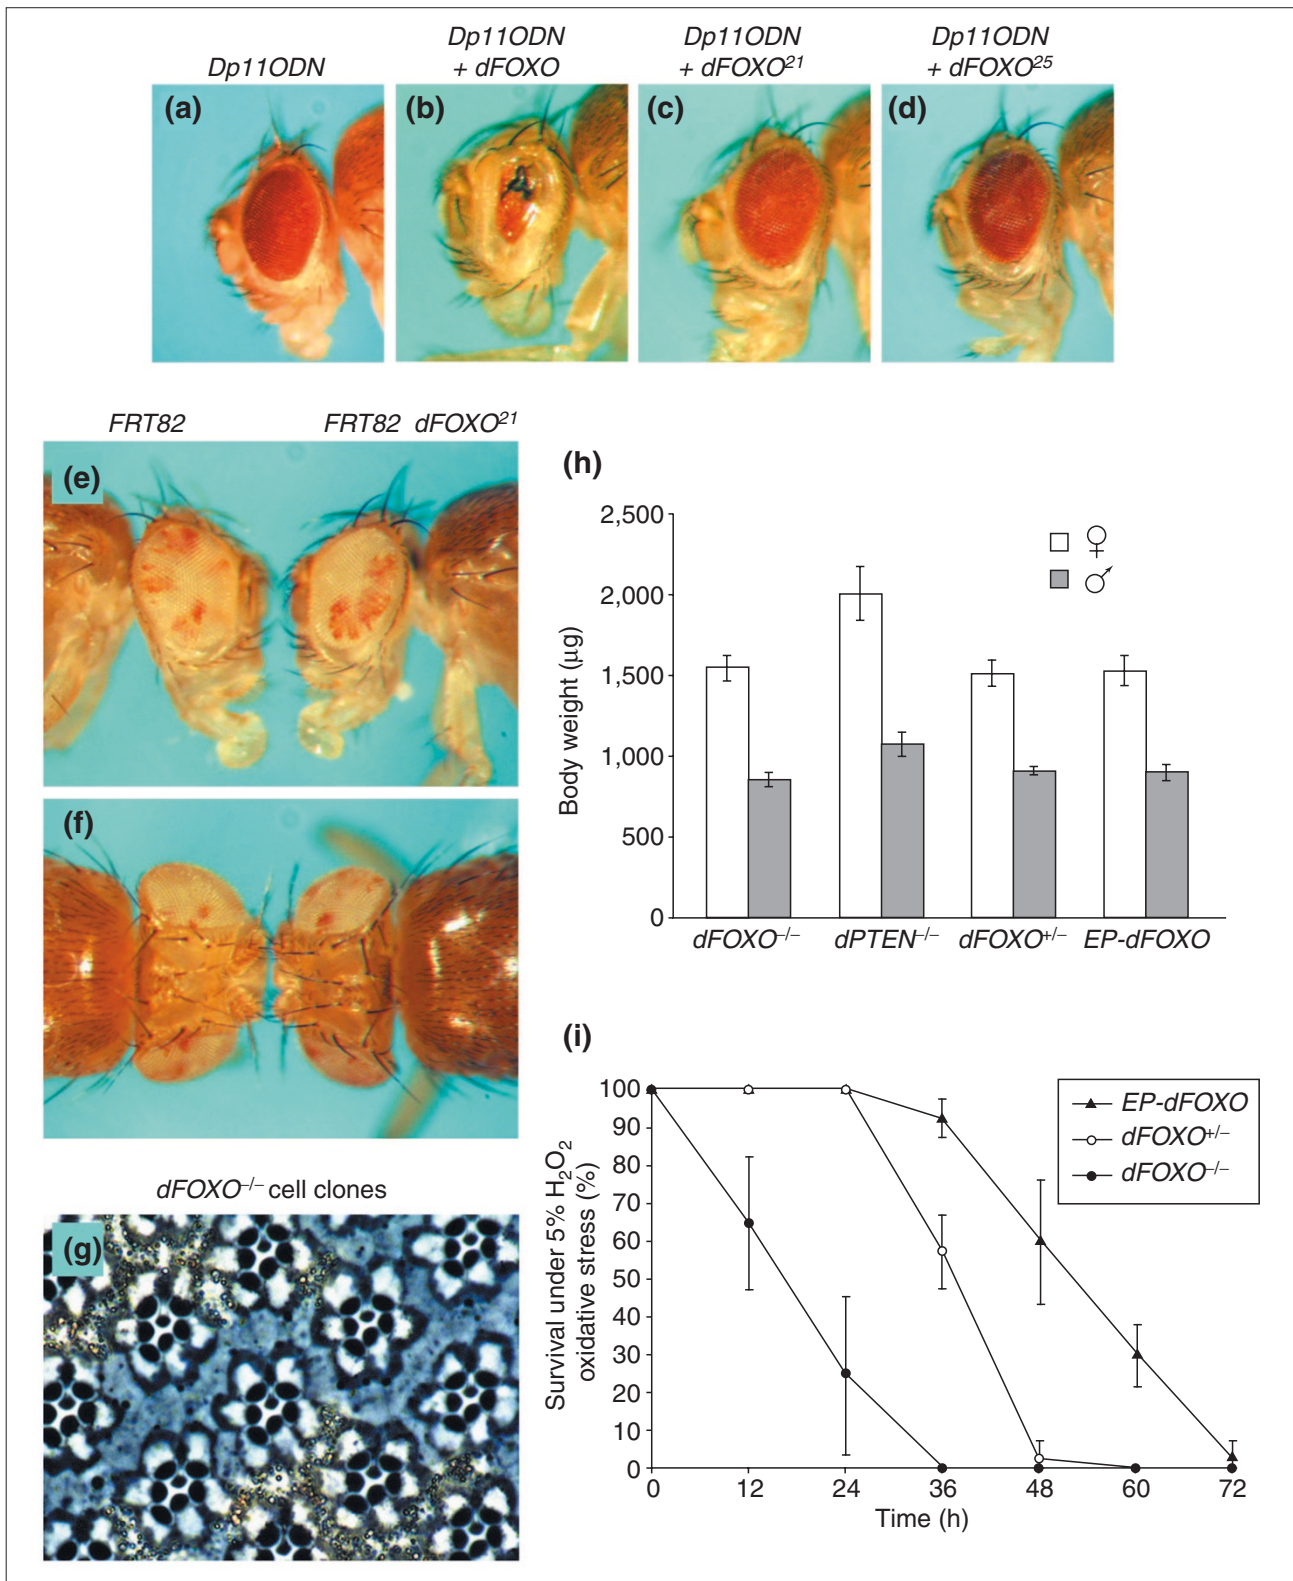 Dp110DN
Dp110DN
+ dFOXO
Dp110DN
+ dFOXO²¹
Dp110DN
+ dFOXO²⁵
(a)
(b)
(c)
(d)
FRT82
FRT82 dFOXO²¹
(e)
(f)
dFOXO⁻/⁻ cell clones
(g)
(h)
Body weight (μg)
2,500
2,000
1,500
1,000
500
0
♀
♂
dFOXO⁻/⁻
dPTEN⁻/⁻
dFOXO⁺/⁻
EP-dFOXO
(i)
Survival under 5% H₂O₂
oxidative stress (%)
100
90
80
70
60
50
40
30
20
10
0
0
12
24
36
48
60
72
Time (h)
EP-dFOXO
dFOXO⁺/⁻
dFOXO⁻/⁻